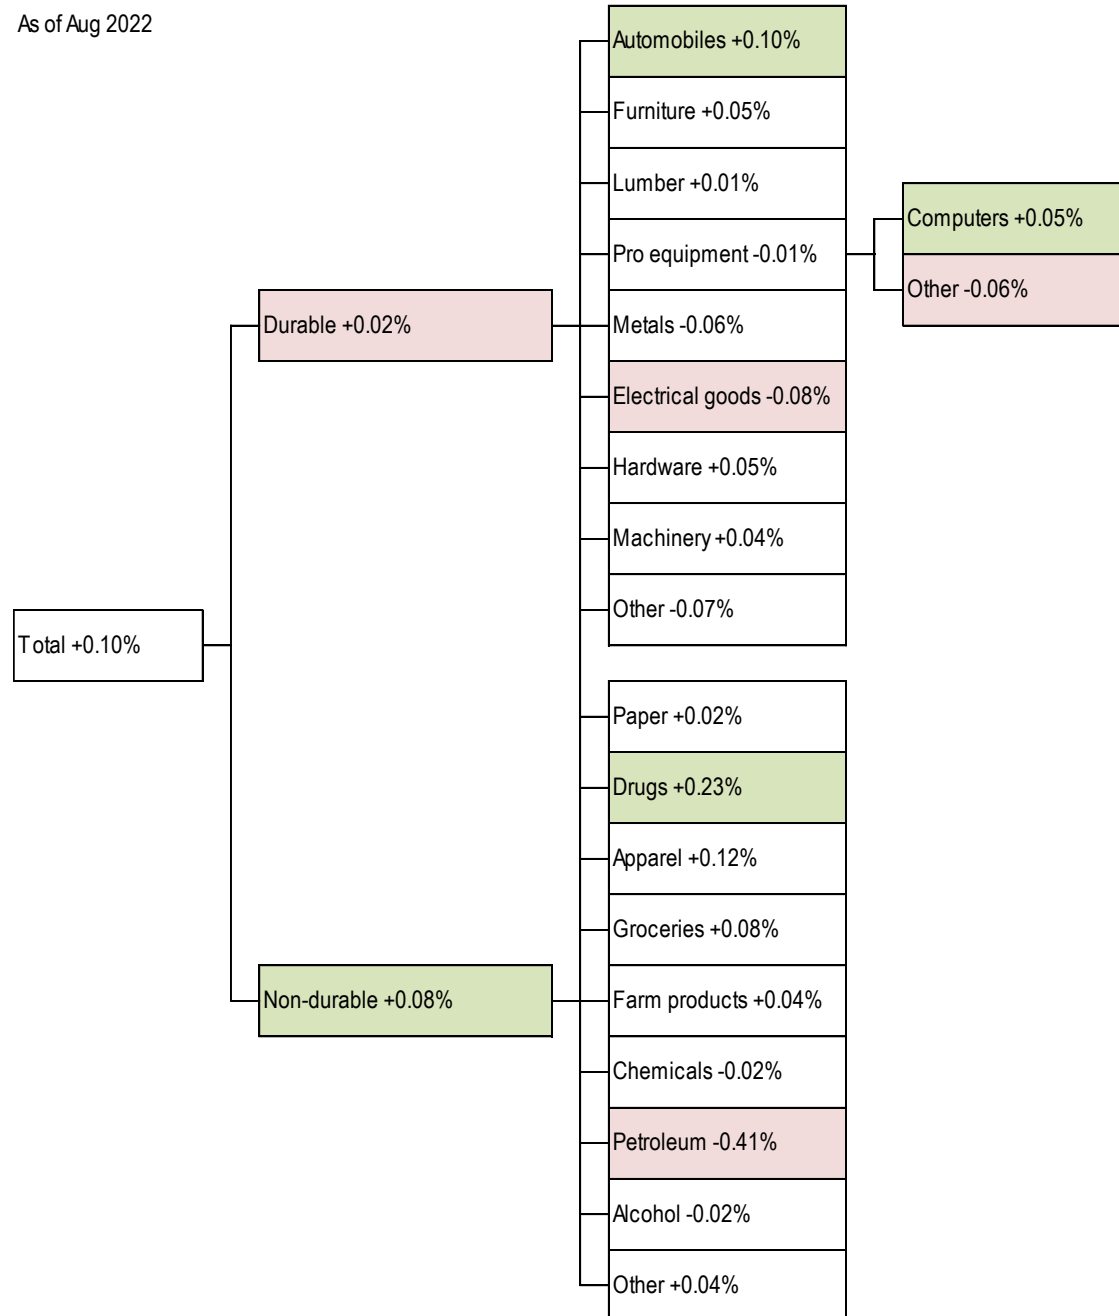 As of Aug 2022
Automobiles +0.10%
Furniture +0.05%
Lumber +0.01%
Computers +0.05%
Pro equipment -0.01%
Other -0.06%
Durable +0.02%
Metals -0.06%
Electrical goods -0.08%
Hardware +0.05%
Machinery +0.04%
Other -0.07%
Total +0.10%
Paper +0.02%
Drugs +0.23%
Apparel +0.12%
Groceries +0.08%
Non-durable +0.08%
Farm products +0.04%
Chemicals -0.02%
Petroleum -0.41%
Alcohol -0.02%
Other +0.04%